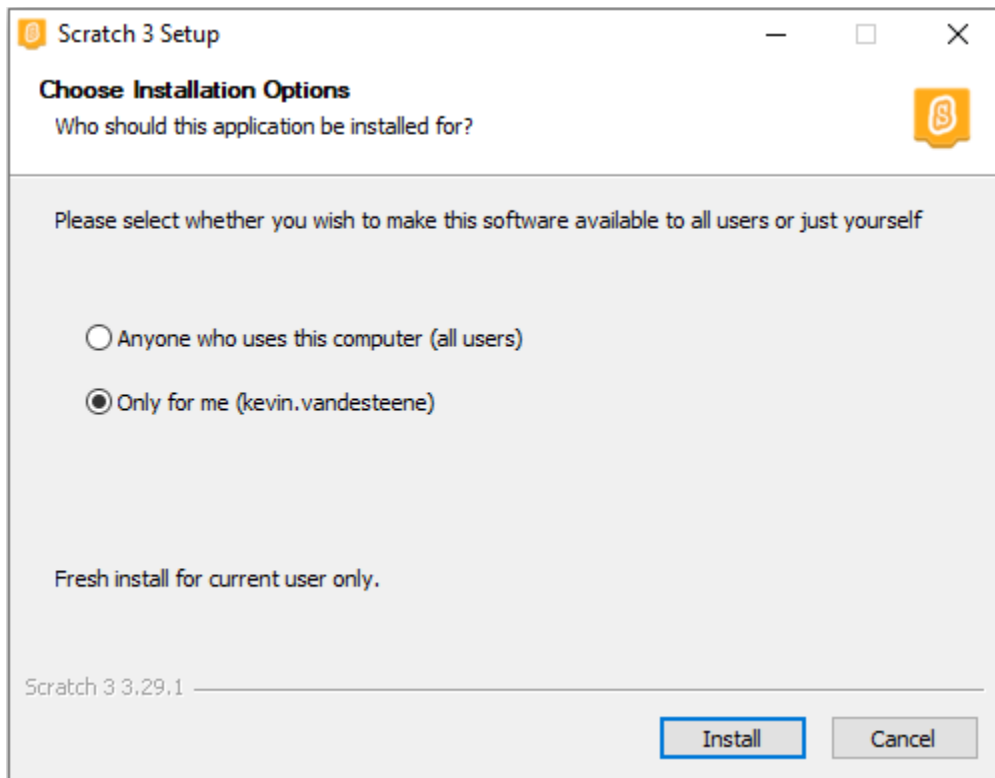 Scratch 3 Setup
Choose Installation Options
Who should this application be installed for?
Please select whether you wish to make this software available to all users or just yourself
Anyone who uses this computer (all users)
Only for me (kevin.vandesteene)
Fresh install for current user only.
Scratch 3 3.29.1
Install
Cancel